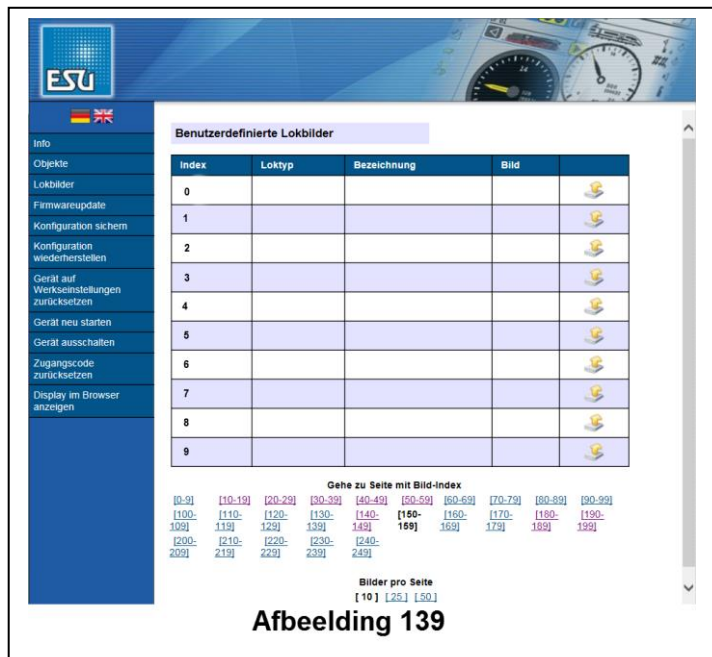 ESU
Info
Objekte
Lokbilder
Firmwareupdate
Konfiguration sichern
Konfiguration
wiederherstellen
Gerät auf
Werkseinstellungen
zurücksetzen
Gerät neu starten
Gerät ausschalten
Zugangscode
zurücksetzen
Display im Browser
anzeigen
Benutzerdefinierte Lokbilder
Index Loktyp Bezeichnung Bild
0
1
2
3
4
5
6
7
8
9
Gehe zu Seite mit Bild-Index
[0-9] [10-19] [20-29] [30-39] [40-49] [50-59] [60-69] [70-79] [80-89] [90-99]
[100- [110- [120- [130- [140- [150- [160- [170- [180- [190-
109] 119] 129] 139] 149] 159] 169] 179] 189] 199]
[200- [210- [220- [230- [240-
209] 219] 229] 239] 249]
Bilder pro Seite
[ 10 ] [ 25 ] [ 50 ]
Afbeelding 139